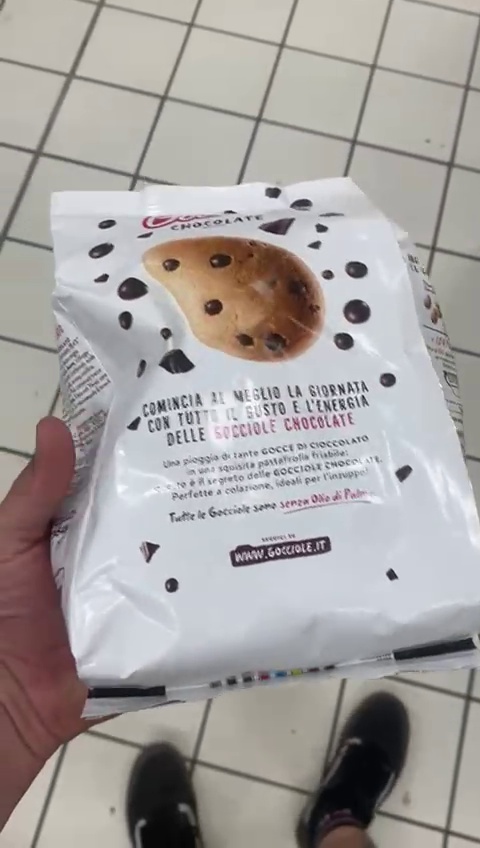 CHOCOLATE
COMINCIA AL MEGLIO LA GIORNATA
CON TUTTO IL GUSTO E L'ENERGIA
DELLE GOCCIOLE CHOCOLATE
Una pioggia di tante GOCCE DI CIOCCOLATO
in una squisita pastafrolla friabile:
è il segreto delle GOCCIOLE CHOCOLATE.
Perfette a colazione, ideali per l'inzuppo!
Tutte le Gocciole sono senza Olio di Palma
SEGUICI SU
WWW.GOCCIOLE.IT